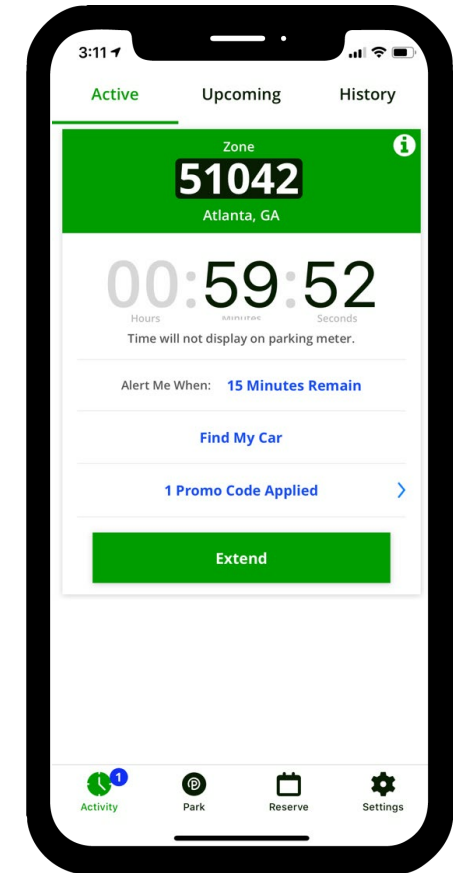 3:11
Active Upcoming History
Zone
51042
Atlanta, GA
00:59:52
Hours Minutes Seconds
Time will not display on parking meter.
Alert Me When: 15 Minutes Remain
Find My Car
1 Promo Code Applied
Extend
1
P
Activity Park Reserve Settings